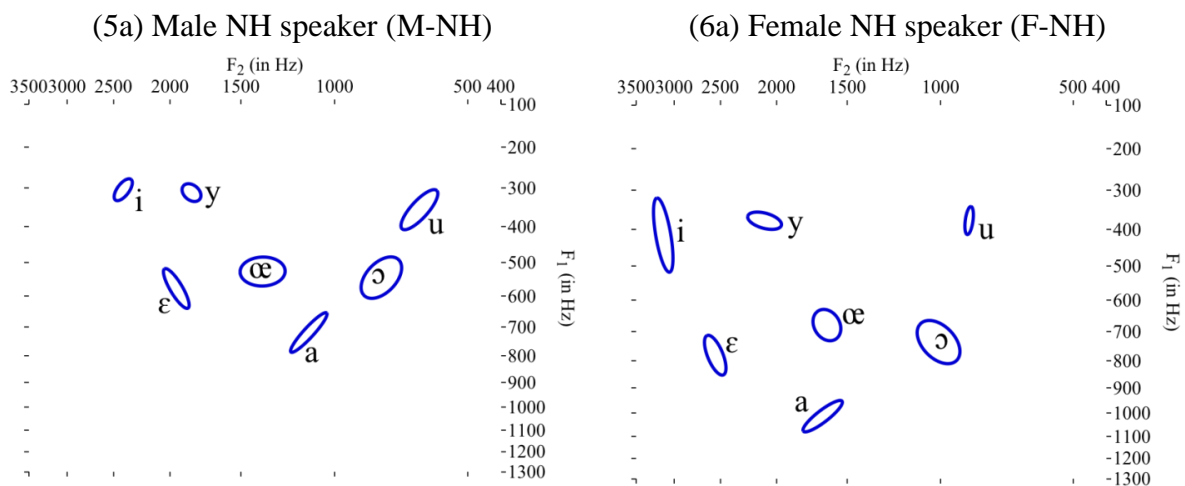 (5a) Male NH speaker (M-NH)
F2 (in Hz)
35003000 2500 2000 1500 1000 500 400
100
200
300
400
500
600
700
800
900
1000
1100
1200
1300
F1 (in Hz)
i
y
u
œ
ɔ
ɛ
a
(6a) Female NH speaker (F-NH)
F2 (in Hz)
35003000 2500 2000 1500 1000 500 400
100
200
300
400
500
600
700
800
900
1000
1100
1200
1300
F1 (in Hz)
i
y
u
œ
ɛ
ɔ
a